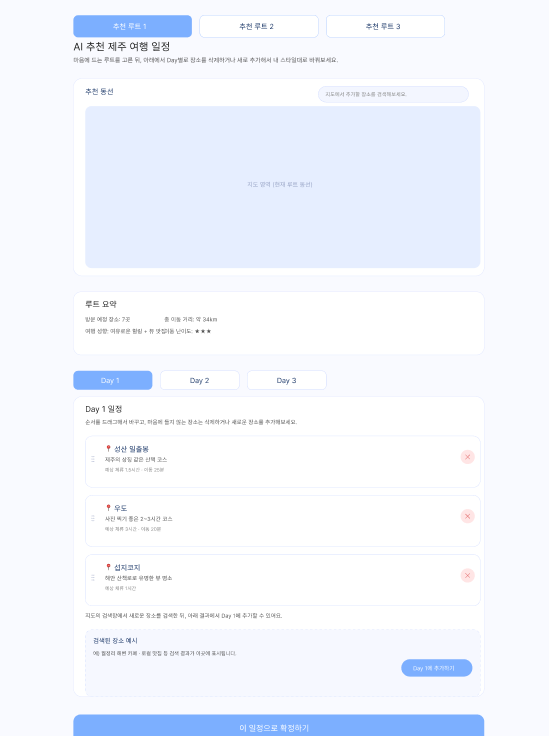 추천 루트 1
추천 루트 2
추천 루트 3
AI 추천 제주 여행 일정
마음에 드는 루트를 고른 뒤, 아래에서 Day별로 장소를 삭제하거나 새로 추가해서 내 스타일대로 바꿔보세요.
추천 동선
지도에서 추가할 장소를 검색해보세요
지도 영역 (현재 루트 동선)
루트 요약
방문 예정 장소: 7곳
총 이동 거리: 약 34km
여행 성향: 여유로운 힐링 + 뷰 맛집
이동 난이도: ★★★
Day 1
Day 2
Day 3
Day 1 일정
순서를 드래그해서 바꾸고, 마음에 들지 않는 장소는 삭제하거나 새로운 장소를 추가해보세요.
성산 일출봉
제주의 상징 같은 산책 코스
예상 체류 1.5시간 · 이동 25분
우도
사진 찍기 좋은 2~3시간 코스
예상 체류 3시간 · 이동 20분
섭지코지
해안 산책로로 유명한 뷰 명소
예상 체류 1시간
지도의 검색창에서 새로운 장소를 검색한 뒤, 아래 결과에서 Day 1에 추가할 수 있어요.
검색된 장소 예시
예) 월정리 해변 카페 · 로컬 맛집 등 검색 결과가 이곳에 표시됩니다.
Day 1에 추가하기
이 일정으로 확정하기